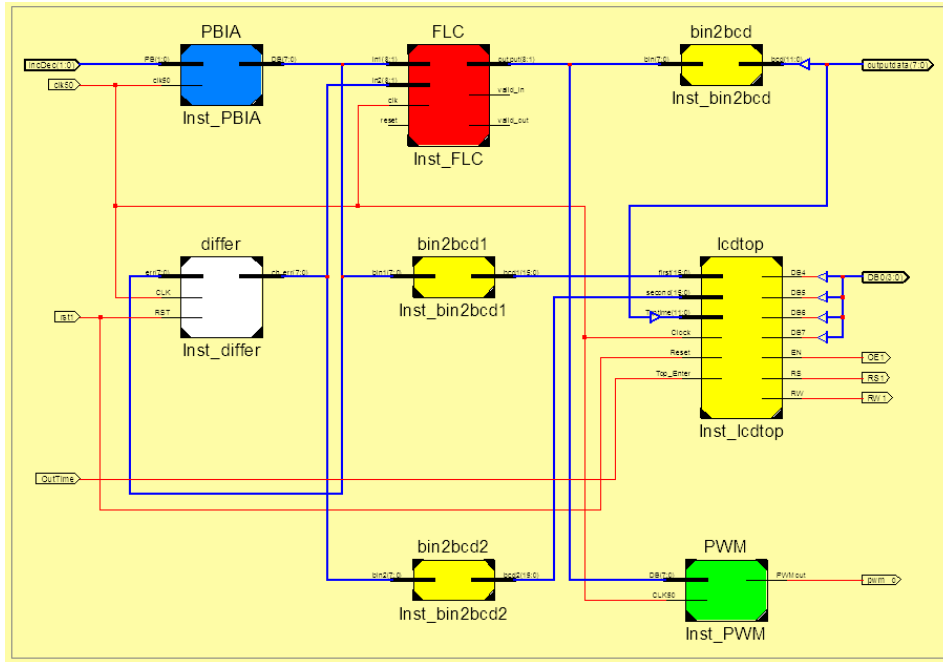 PBIA
FLC
bin2bcd
IncDec(1:0)
PB(1:0)
DB(7:0)
in1(8:1)
output(8:1)
bin(7:0)
bcd(11:0)
outputdata(7:0)
clk50
clk50
in2(8:1)
valid_in
clk
reset
valid_out
Inst_PBIA
Inst_FLC
Inst_bin2bcd
differ
bin2bcd1
lcdtop
err(7:0)
ch_err(7:0)
bin1(7:0)
bcd1(15:0)
first(15:0)
DB4
DB0(3:0)
CLK
second(15:0)
DB5
rst1
RST
DB6
Inst_differ
Inst_bin2bcd1
Clock
DB7
Reset
EN
OE1
Top_Enter
RS
RS1
RW
RW1
Inst_lcdtop
OutTime
bin2bcd2
PWM
bin2(7:0)
bcd2(15:0)
DB(7:0)
PWMout
pwm_o
CLK50
Inst_bin2bcd2
Inst_PWM